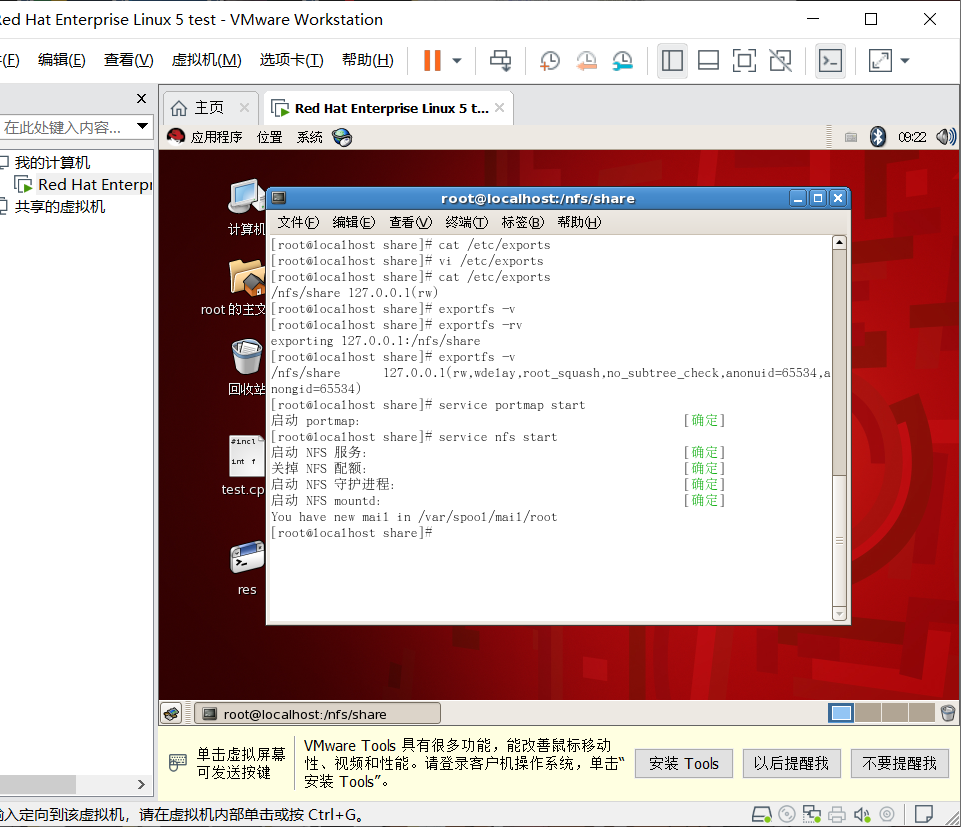 Red Hat Enterprise Linux 5 test - VMware Workstation
(F) 编辑(E) 查看(V) 虚拟机(M) 选项卡(T) 帮助(H)
在此处键入内容...
我的计算机
Red Hat Enterpr
共享的虚拟机
主页
Red Hat Enterprise Linux 5 t...
应用程序 位置 系统
09:22
计算机
root 的主文
回收站
#incl
int f
test.cp
res
root@localhost:/nfs/share
文件(F) 编辑(E) 查看(V) 终端(T) 标签(B) 帮助(H)
[root@localhost share]# cat /etc/exports
[root@localhost share]# vi /etc/exports
[root@localhost share]# cat /etc/exports
/nfs/share 127.0.0.1(rw)
[root@localhost share]# exportfs -v
[root@localhost share]# exportfs -rv
exporting 127.0.0.1:/nfs/share
[root@localhost share]# exportfs -v
/nfs/share 127.0.0.1(rw,wdelay,root_squash,no_subtree_check,anonuid=65534,a
nongid=65534)
[root@localhost share]# service portmap start
启动 portmap: [确定]
[root@localhost share]# service nfs start
启动 NFS 服务: [确定]
关掉 NFS 配额: [确定]
启动 NFS 守护进程: [确定]
启动 NFS mountd: [确定]
You have new mail in /var/spool/mail/root
[root@localhost share]#
root@localhost:/nfs/share
单击虚拟屏幕
可发送按键
VMware Tools 具有很多功能，能改善鼠标移动
性、视频和性能。请登录客户机操作系统，单击“
安装 Tools”。
安装 Tools
以后提醒我
不要提醒我
输入定向到该虚拟机，请在虚拟机内部单击或按 Ctrl+G。